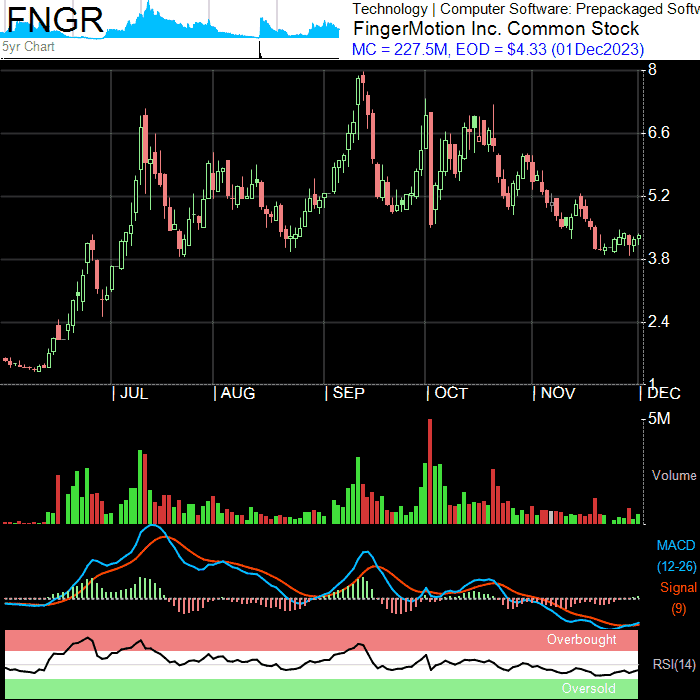 FNGR
5yr Chart
Technology | Computer Software: Prepackaged Softw
FingerMotion Inc. Common Stock
MC = 227.5M, EOD = $4.33 (01Dec2023)
8
6.6
5.2
3.8
2.4
1
JUL
AUG
SEP
OCT
NOV
DEC
5M
Volume
MACD
(12-26)
Signal
(9)
Overbought
RSI(14)
Oversold